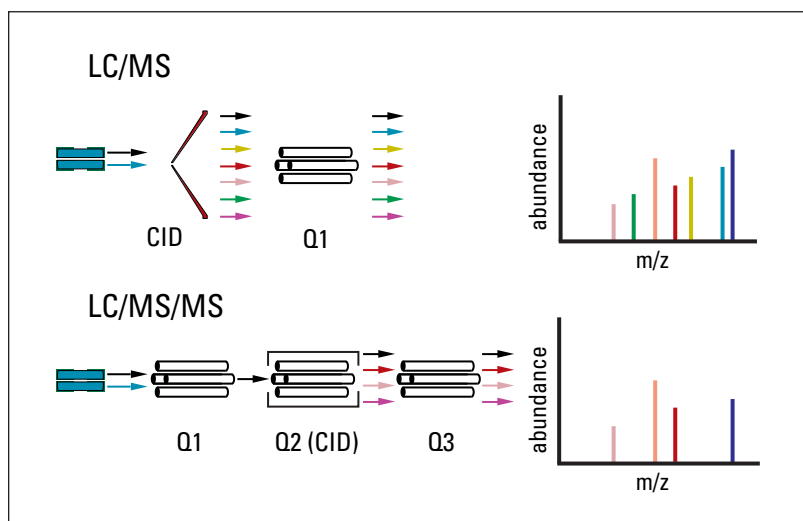 LC/MS
CID
Q1
abundance
m/z
LC/MS/MS
Q1
Q2 (CID)
Q3
abundance
m/z